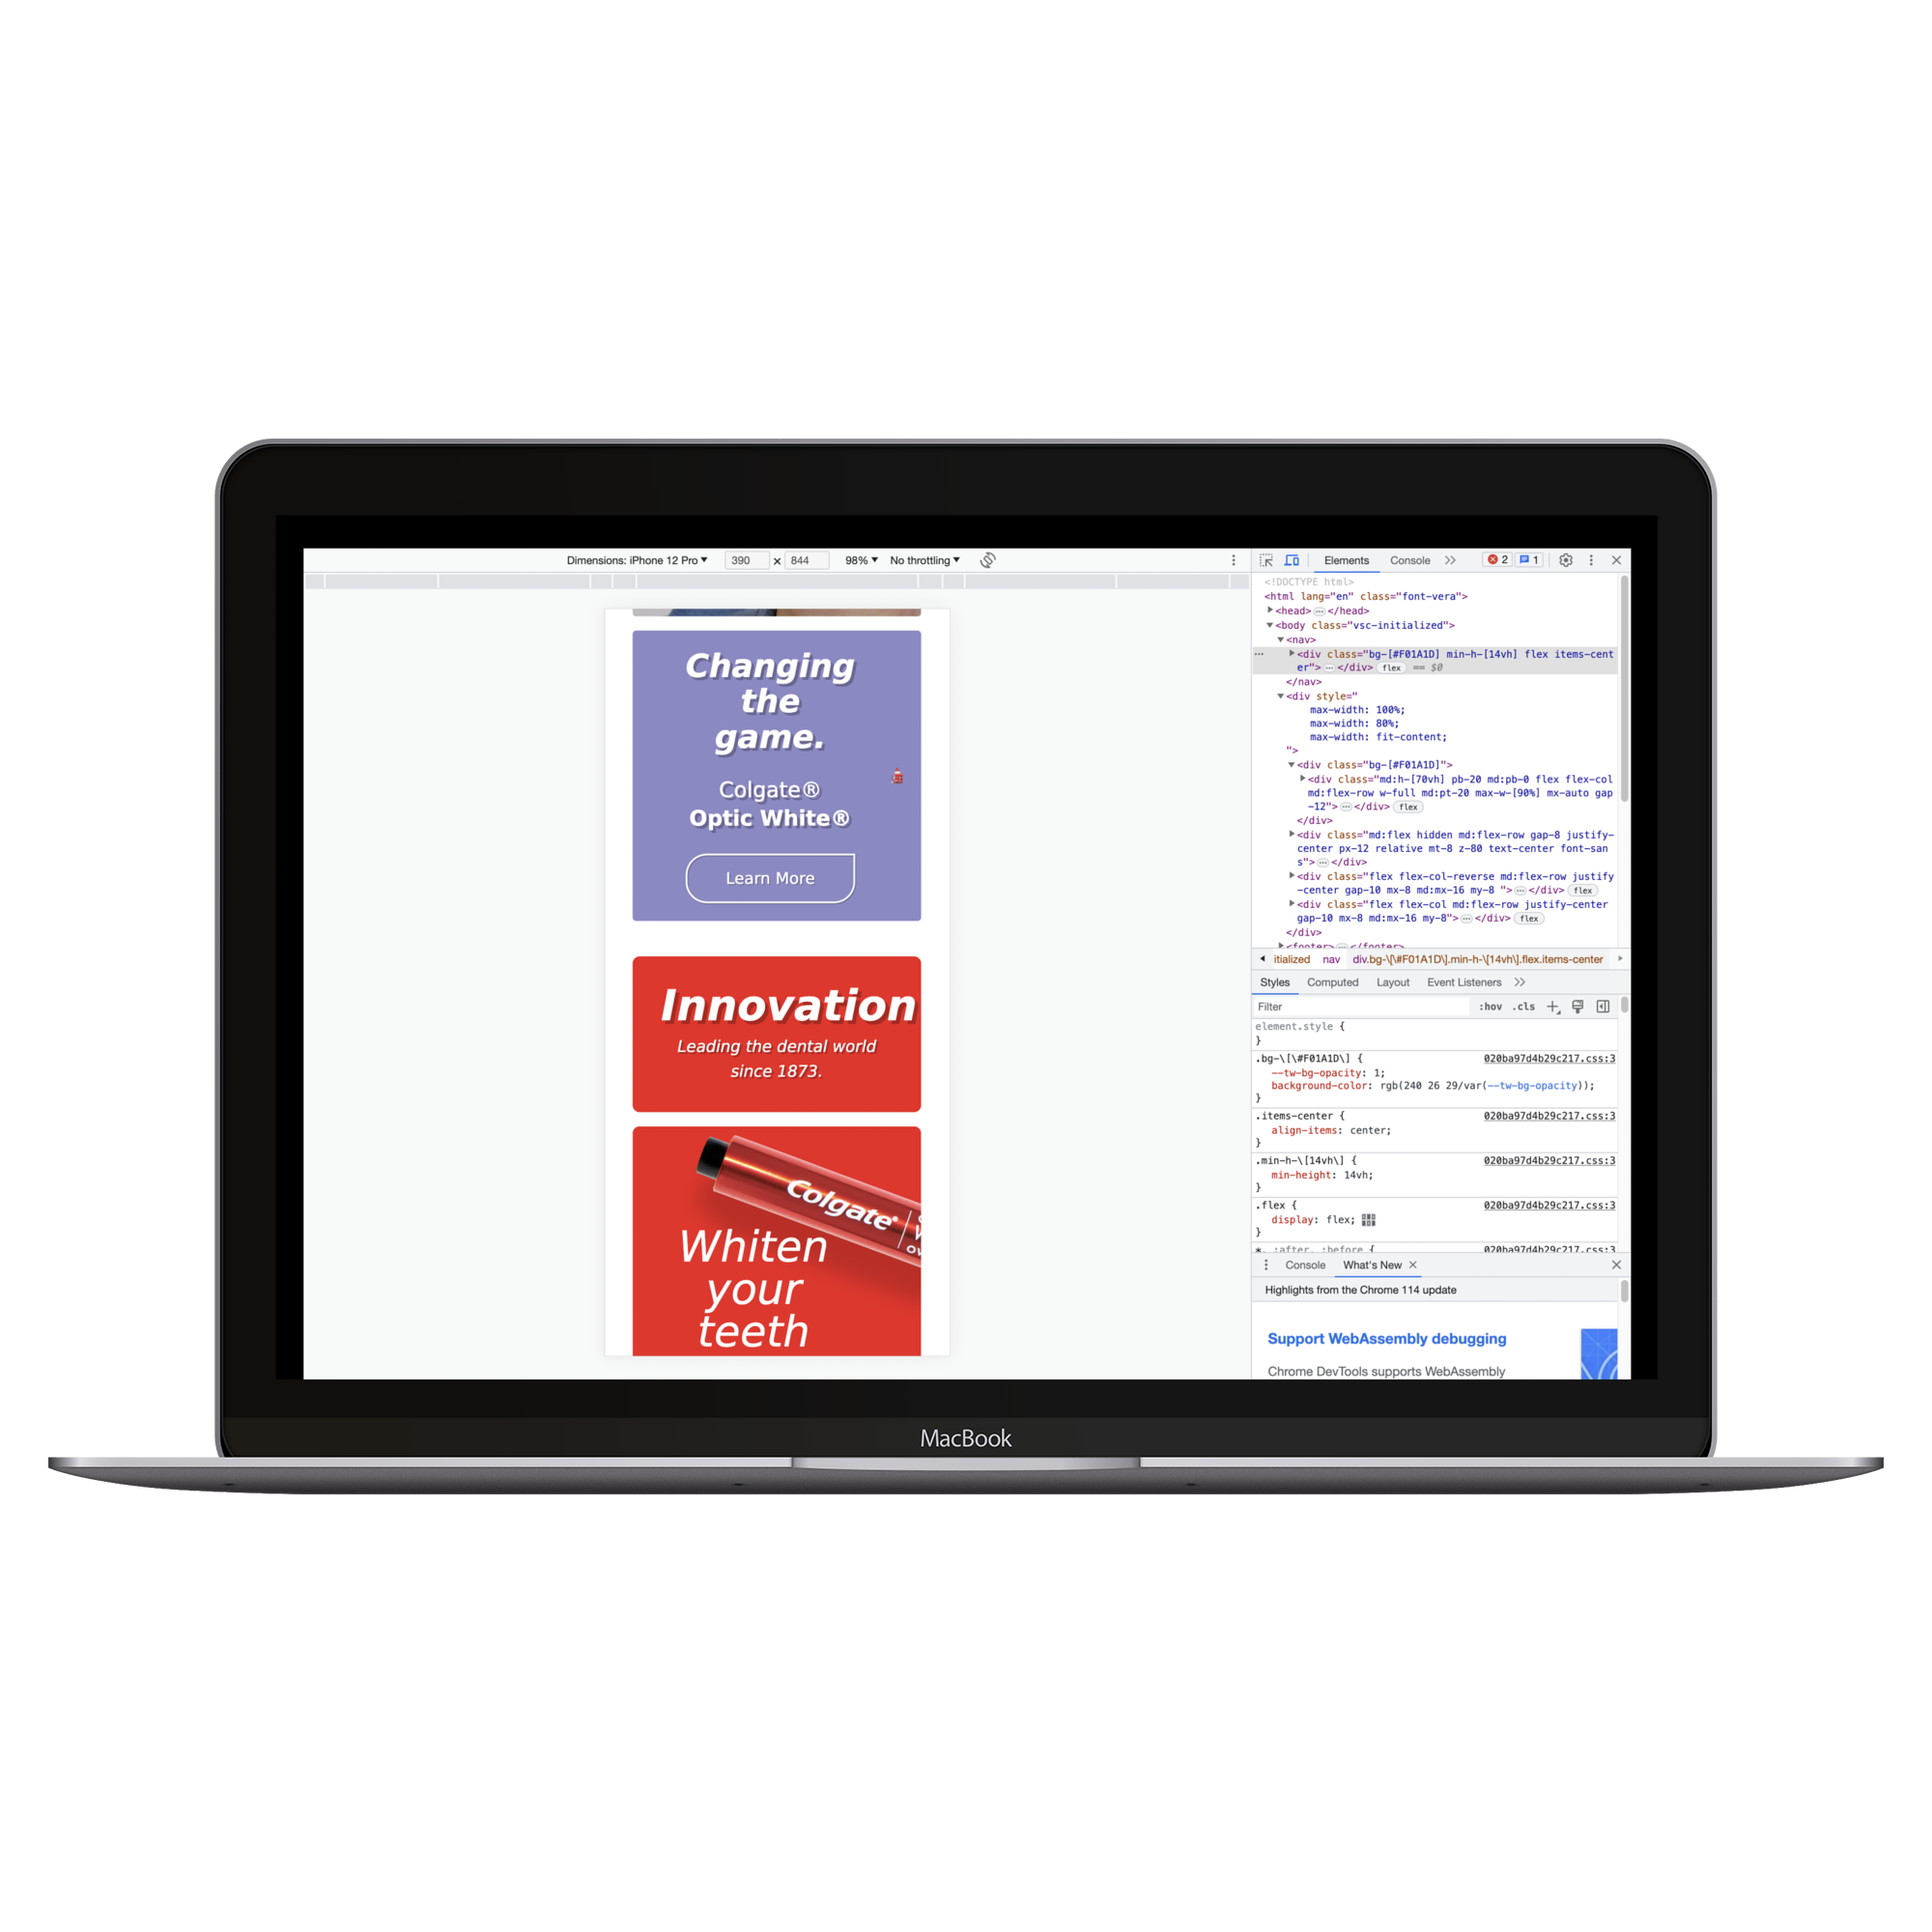 Dimensions: iPhone 12 Pro 390 × 844 98% No throttling
Changing
the
game.
Colgate®
Optic White®
Learn More
Innovation
Leading the dental world
since 1873.
Colgate
Whiten
your
teeth
Elements Console 2 1
<!DOCTYPE html>
<html lang="en" class="font-vera">
<head>…</head>
<body class="vsc-initialized">
<nav>
<div class="bg-[#F01A1D] min-h-[14vh] flex items-cent
er">…</div> flex == $0
</nav>
<div style="
max-width: 100%;
max-width: 80%;
max-width: fit-content;
">
<div class="bg-[#F01A1D]">
<div class="md:h-[70vh] pb-20 md:pb-0 flex flex-col
md:flex-row w-full md:pt-20 max-w-[90%] mx-auto gap
-12">…</div> flex
</div>
<div class="md:flex hidden md:flex-row gap-8 justify-
center px-12 relative mt-8 z-80 text-center font-san
s">…</div>
<div class="flex flex-col-reverse md:flex-row justify
-center gap-10 mx-8 md:mx-16 my-8 ">…</div> flex
<div class="flex flex-col md:flex-row justify-center
gap-10 mx-8 md:mx-16 my-8">…</div> flex
</div>
<footer>…</footer>
itialized nav div.bg-\[\#F01A1D\].min-h-\[14vh\].flex.items-center
Styles Computed Layout Event Listeners
Filter :hov .cls
element.style {
}
.bg-\[\#F01A1D\] { 020ba97d4b29c217.css:3
--tw-bg-opacity: 1;
background-color: rgb(240 26 29/var(--tw-bg-opacity));
}
.items-center { 020ba97d4b29c217.css:3
align-items: center;
}
.min-h-\[14vh\] { 020ba97d4b29c217.css:3
min-height: 14vh;
}
.flex { 020ba97d4b29c217.css:3
display: flex;
}
*, :after, :before { 020ba97d4b29c217.css:3
Console What's New
Highlights from the Chrome 114 update
Support WebAssembly debugging
Chrome DevTools supports WebAssembly
MacBook